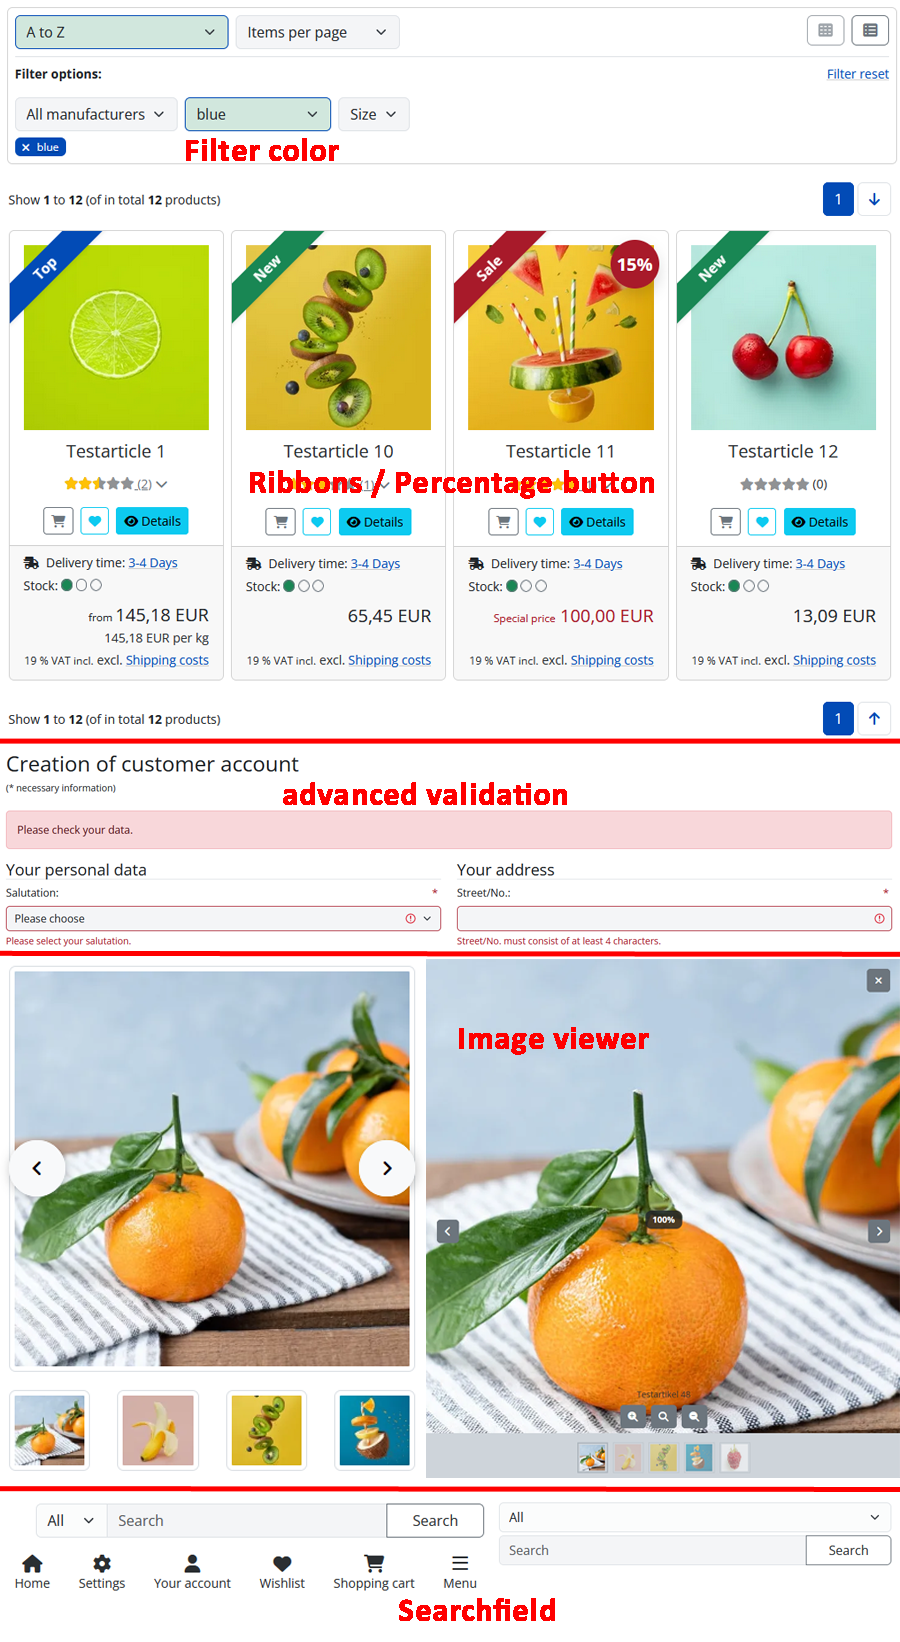 A to Z
Items per page
Filter options:
Filter reset
All manufacturers
blue
Size
× blue
Filter color
Show 1 to 12 (of in total 12 products)
1
Top
New
Sale
15%
New
Testarticle 1
Testarticle 10
Testarticle 11
Testarticle 12
(2)
(1)
(0)
Ribbons / Percentage button
Details
Details
Details
Details
Delivery time: 3-4 Days
Stock:
from 145,18 EUR
145,18 EUR per kg
19 % VAT incl. excl. Shipping costs
Delivery time: 3-4 Days
Stock:
65,45 EUR
19 % VAT incl. excl. Shipping costs
Delivery time: 3-4 Days
Stock:
Special price 100,00 EUR
19 % VAT incl. excl. Shipping costs
Delivery time: 3-4 Days
Stock:
13,09 EUR
19 % VAT incl. excl. Shipping costs
Show 1 to 12 (of in total 12 products)
1
Creation of customer account
(* necessary information)
advanced validation
Please check your data.
Your personal data
Salutation: *
Please choose
Please select your salutation.
Your address
Street/No.: *
Street/No. must consist of at least 4 characters.
Image viewer
100%
Testartikel 48
All
Search
Search
Home
Settings
Your account
Wishlist
Shopping cart
Menu
All
Search
Search
Searchfield